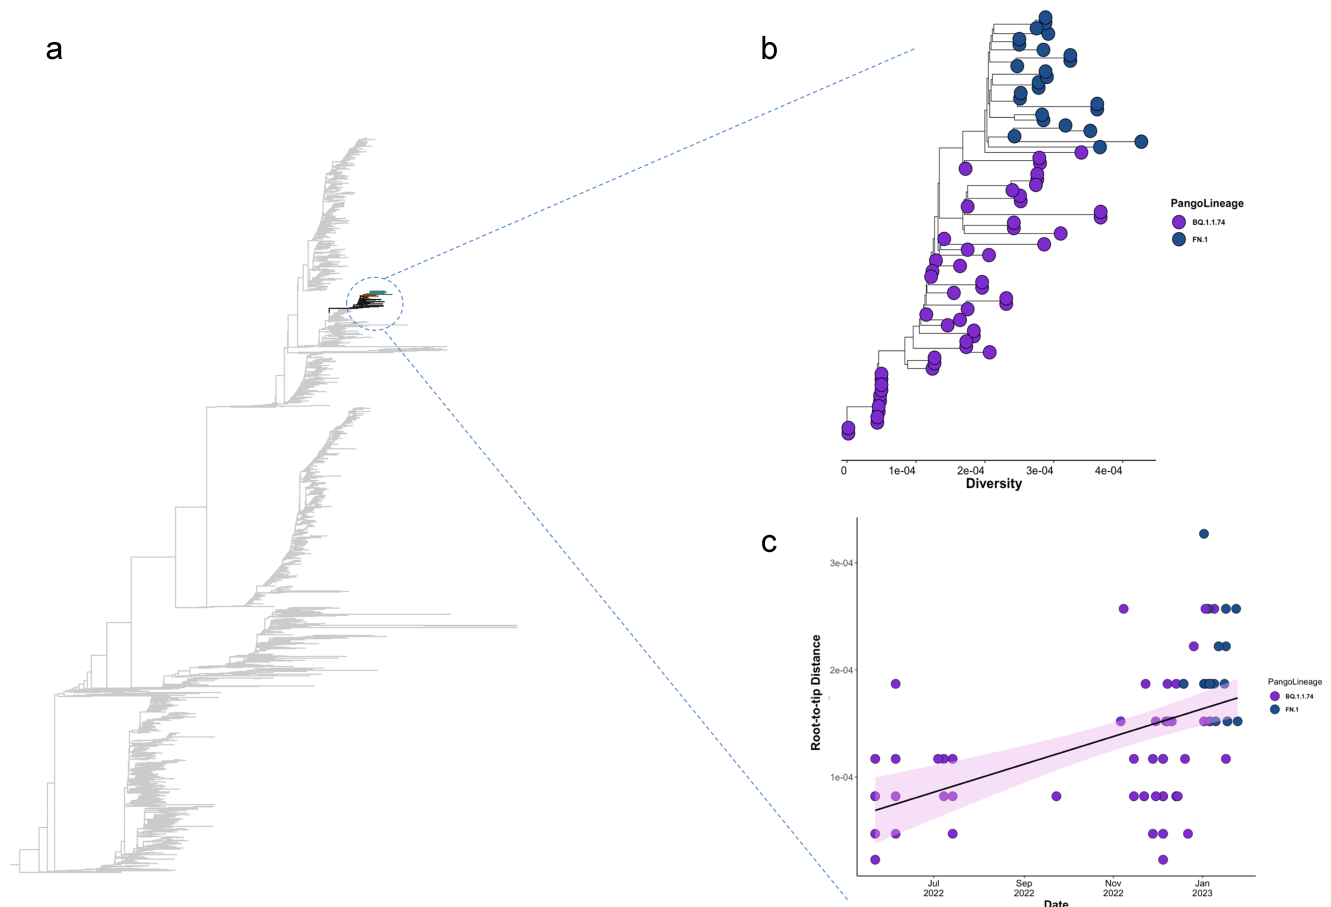 a
b
PangoLineage
BQ.1.1.74
FN.1
0 1e-04 2e-04 3e-04 4e-04
Diversity
c
3e-04
2e-04
1e-04
Root-to-tip Distance
PangoLineage
BQ.1.1.74
FN.1
Jul Sep Nov Jan
2022 2022 2022 2023
Date